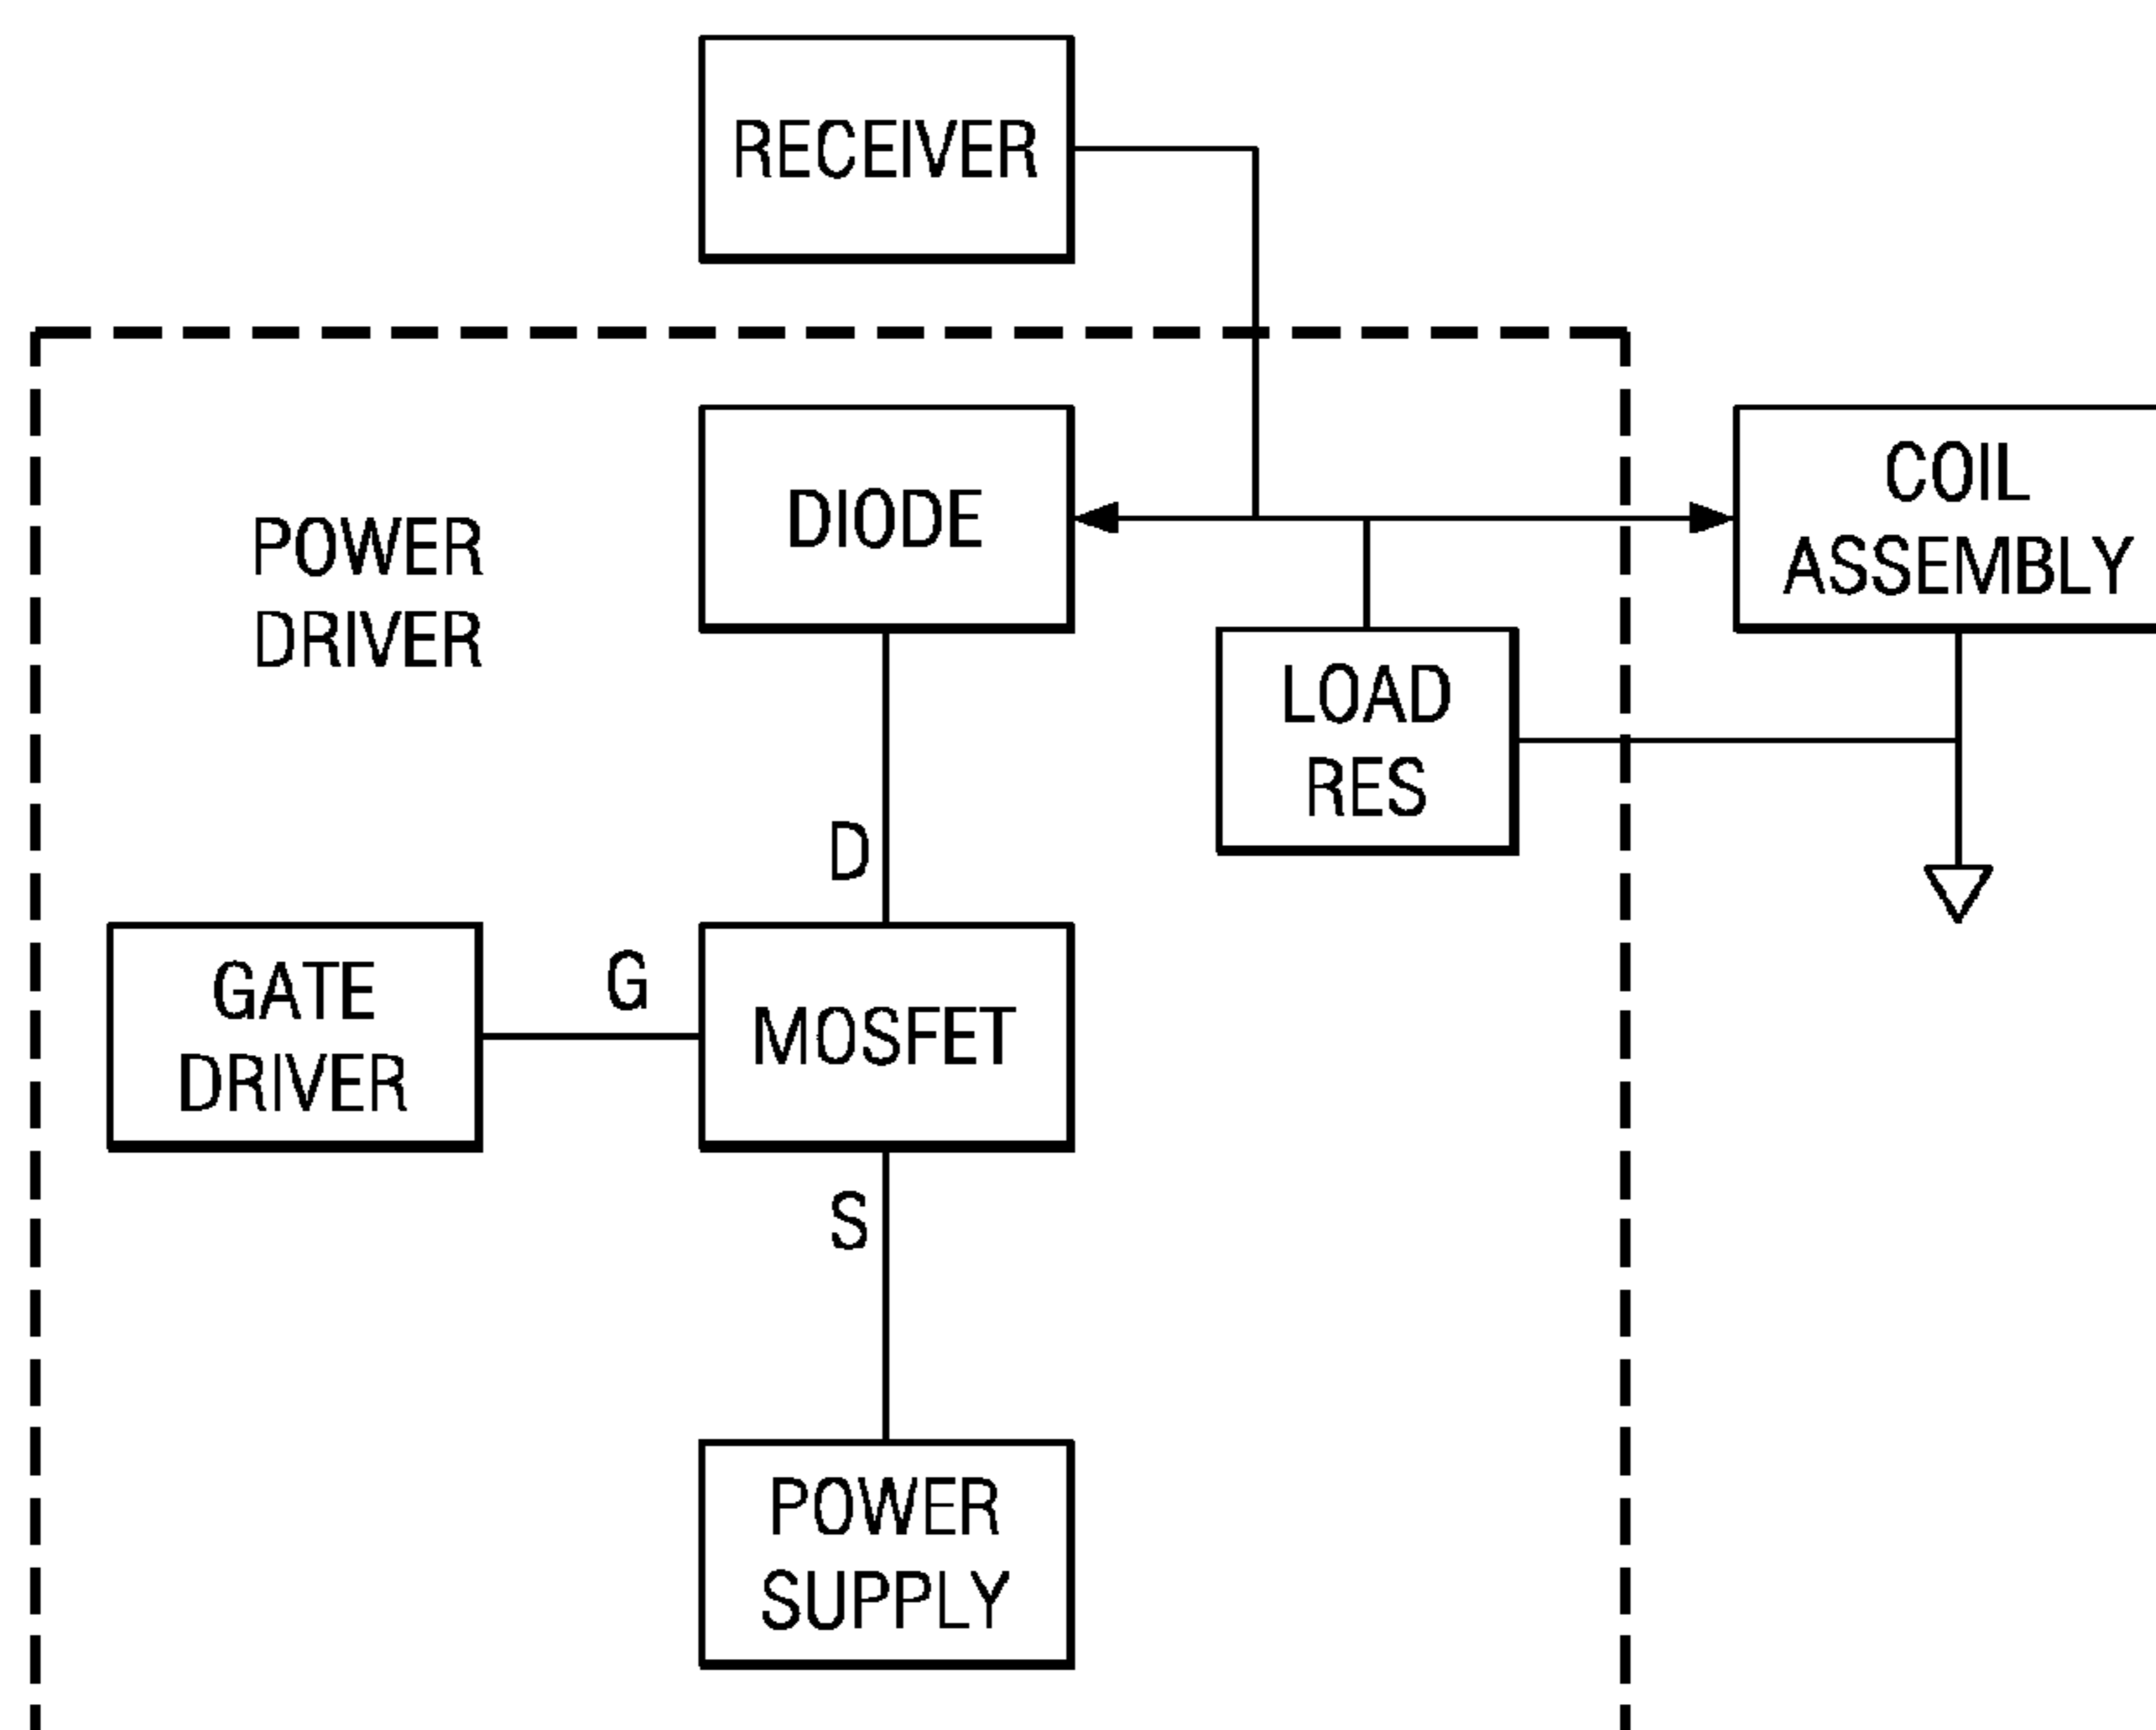 RECEIVER
DIODE
COIL
ASSEMBLY
POWER
DRIVER
LOAD
RES
D
GATE
DRIVER
G
MOSFET
S
POWER
SUPPLY